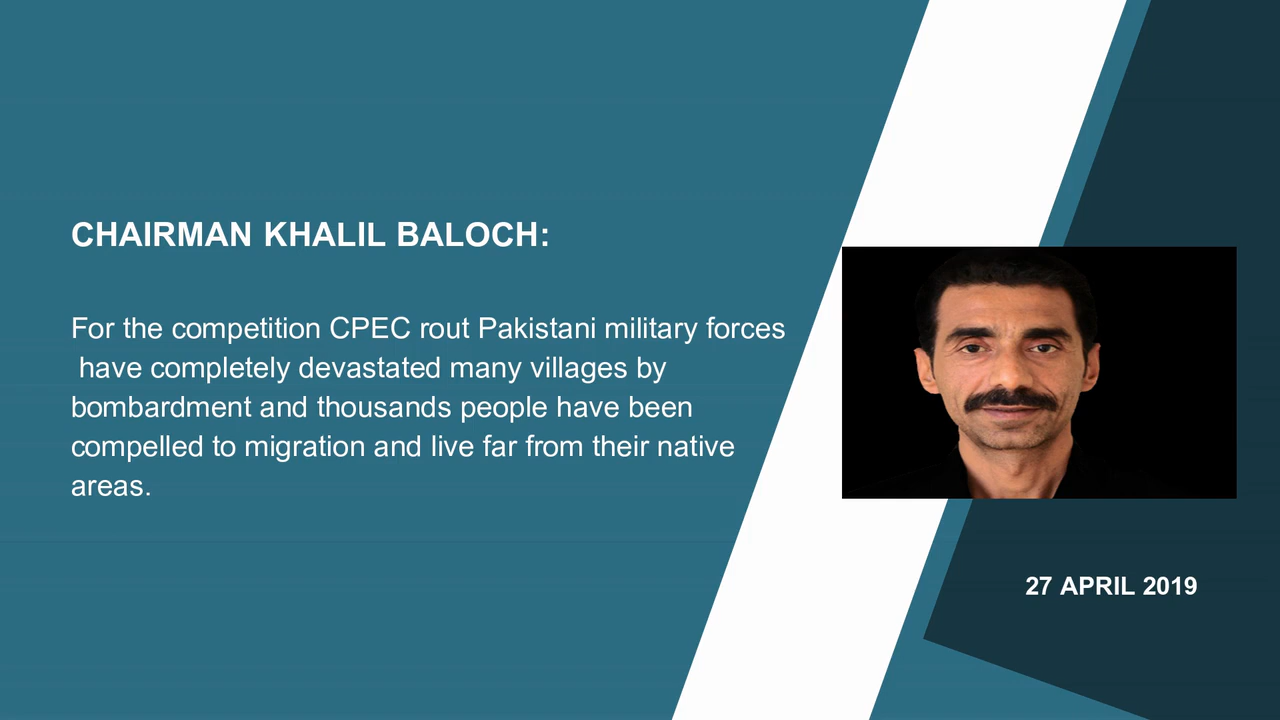 CHAIRMAN KHALIL BALOCH:
For the competition CPEC rout Pakistani military forces
have completely devastated many villages by
bombardment and thousands people have been
compelled to migration and live far from their native
areas.
27 APRIL 2019